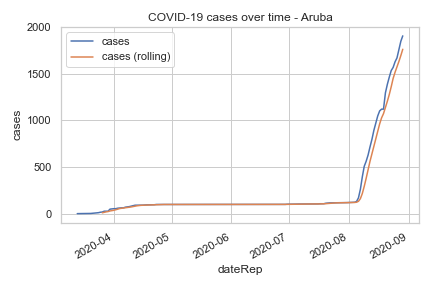 COVID-19 cases over time - Aruba
cases
cases (rolling)
2000
1500
1000
500
0
cases
2020-04
2020-05
2020-06
2020-07
2020-08
2020-09
dateRep